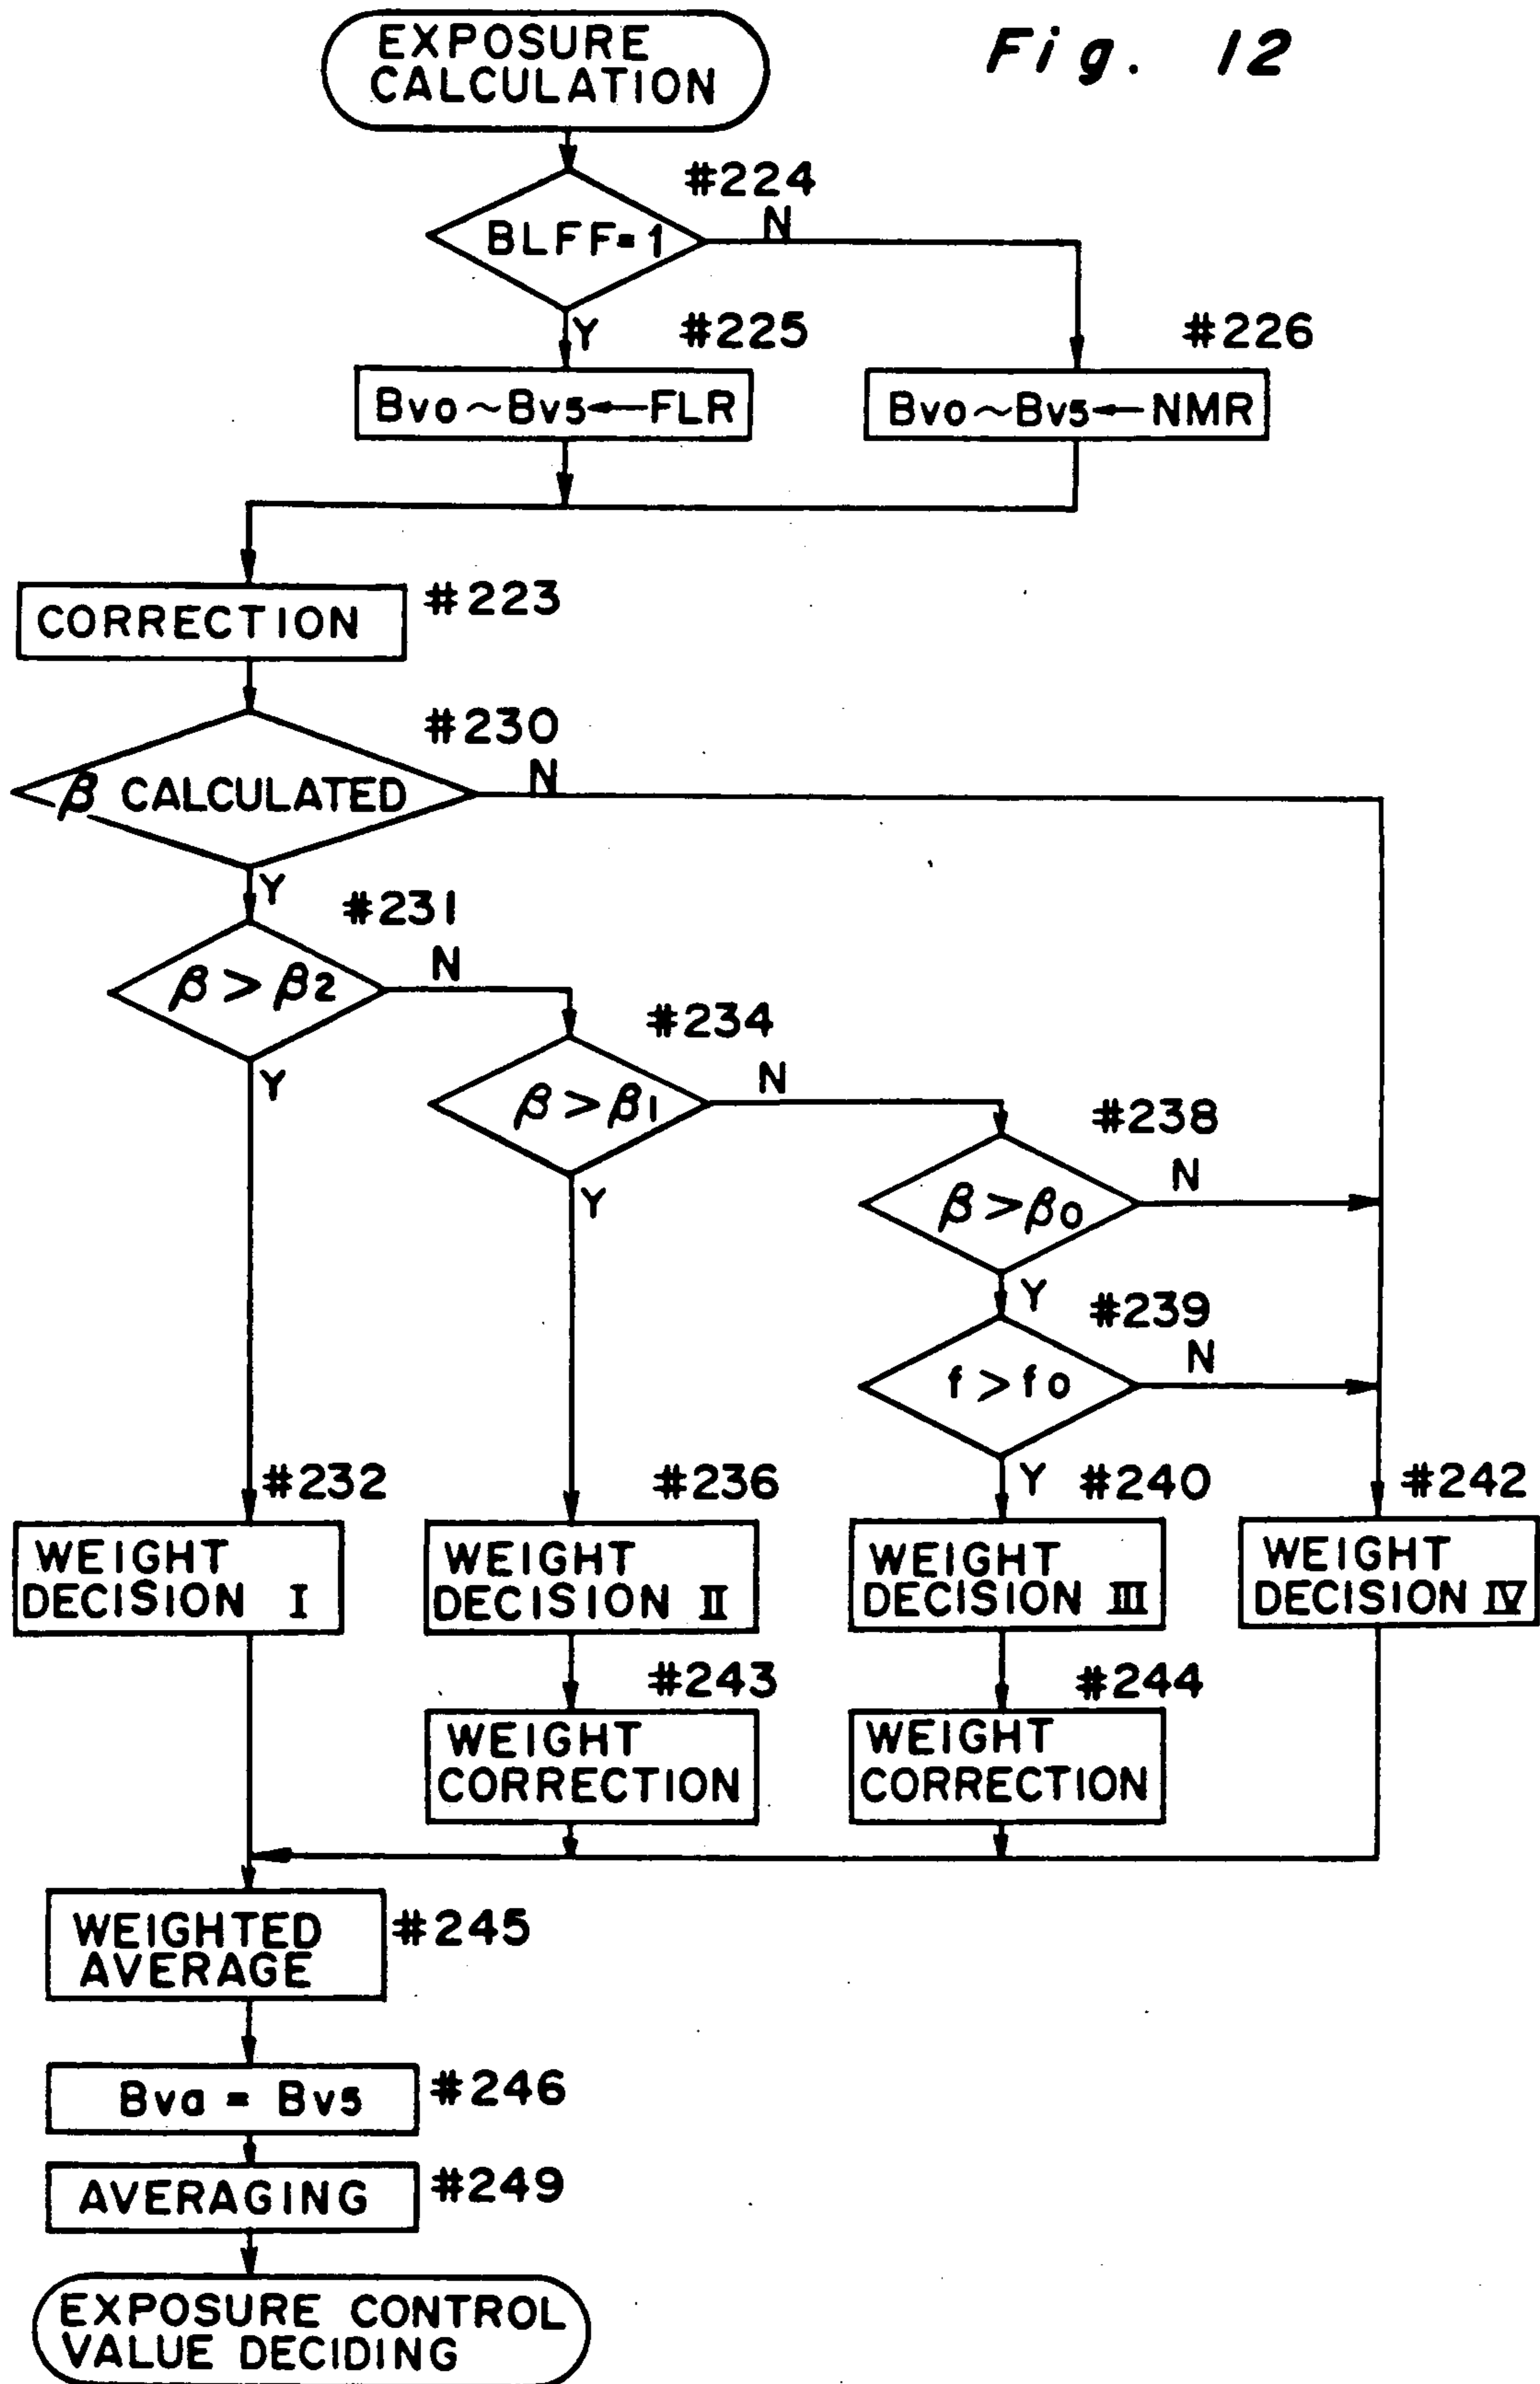 Fig. 12
EXPOSURE
CALCULATION
#224
BLFF=1
N
Y
#225
#226
Bv0~Bv5←FLR
Bv0~Bv5←NMR
CORRECTION
#223
#230
β CALCULATED
N
Y
#231
β>β2
N
Y
#234
β>β1
N
Y
#238
β>β0
N
Y
#239
f>f0
N
Y
#232
#236
#240
#242
WEIGHT
DECISION I
WEIGHT
DECISION II
WEIGHT
DECISION III
WEIGHT
DECISION IV
#243
#244
WEIGHT
CORRECTION
WEIGHT
CORRECTION
WEIGHTED
AVERAGE
#245
Bva = Bv5
#246
AVERAGING
#249
EXPOSURE CONTROL
VALUE DECIDING